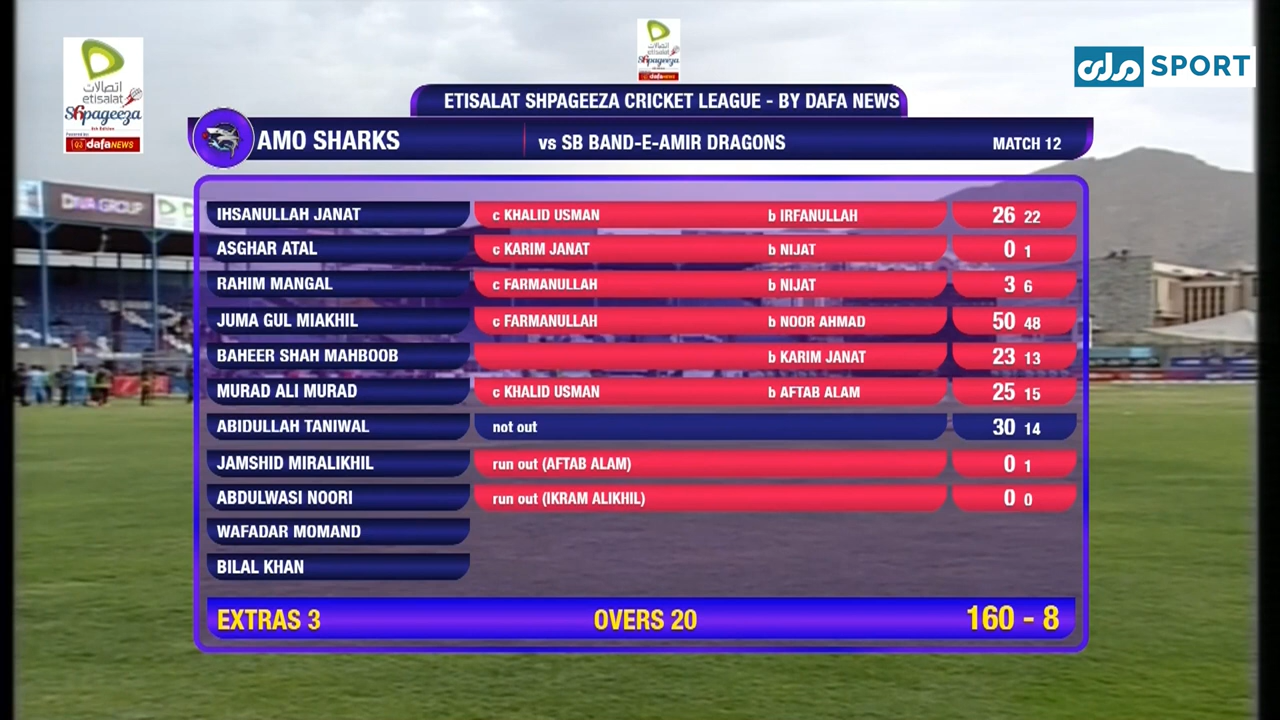 اتصالات
etisalat
Shpageeza
dafaNEWS
اتصالات
etisalat
Shpageeza
dafaNEWS
SPORT
ETISALAT SHPAGEEZA CRICKET LEAGUE - BY DAFA NEWS
AMO SHARKS vs SB BAND-E-AMIR DRAGONS MATCH 12
DIVA GROUP
IHSANULLAH JANAT c KHALID USMAN b IRFANULLAH 26 22
ASGHAR ATAL c KARIM JANAT b NIJAT 0 1
RAHIM MANGAL c FARMANULLAH b NIJAT 3 6
JUMA GUL MIAKHIL c FARMANULLAH b NOOR AHMAD 50 48
BAHEER SHAH MAHBOOB b KARIM JANAT 23 13
MURAD ALI MURAD c KHALID USMAN b AFTAB ALAM 25 15
ABIDULLAH TANIWAL not out 30 14
JAMSHID MIRALIKHIL run out (AFTAB ALAM) 0 1
ABDULWASI NOORI run out (IKRAM ALIKHIL) 0 0
WAFADAR MOMAND
BILAL KHAN
EXTRAS 3 OVERS 20 160 - 8